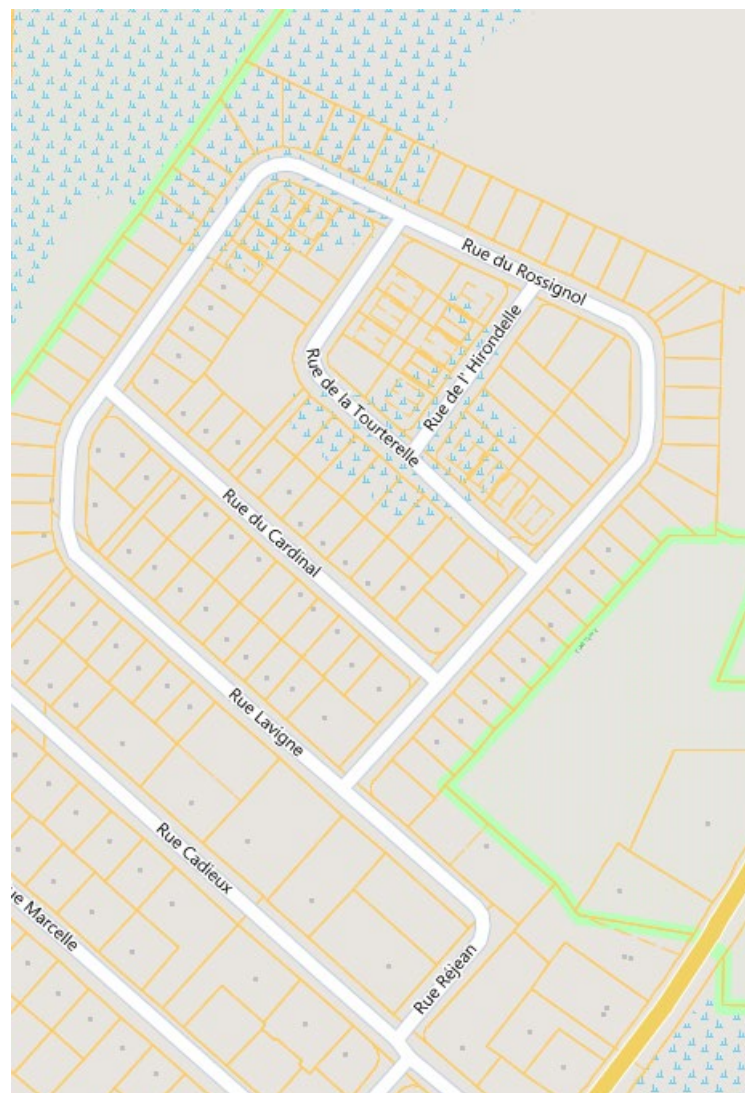 Rue du Rossignol
Rue de l' Hirondelle
Rue de la Tourterelle
Rue du Cardinal
Rue Lavigne
Rue Cadieux
ue Marcelle
Rue Réjean